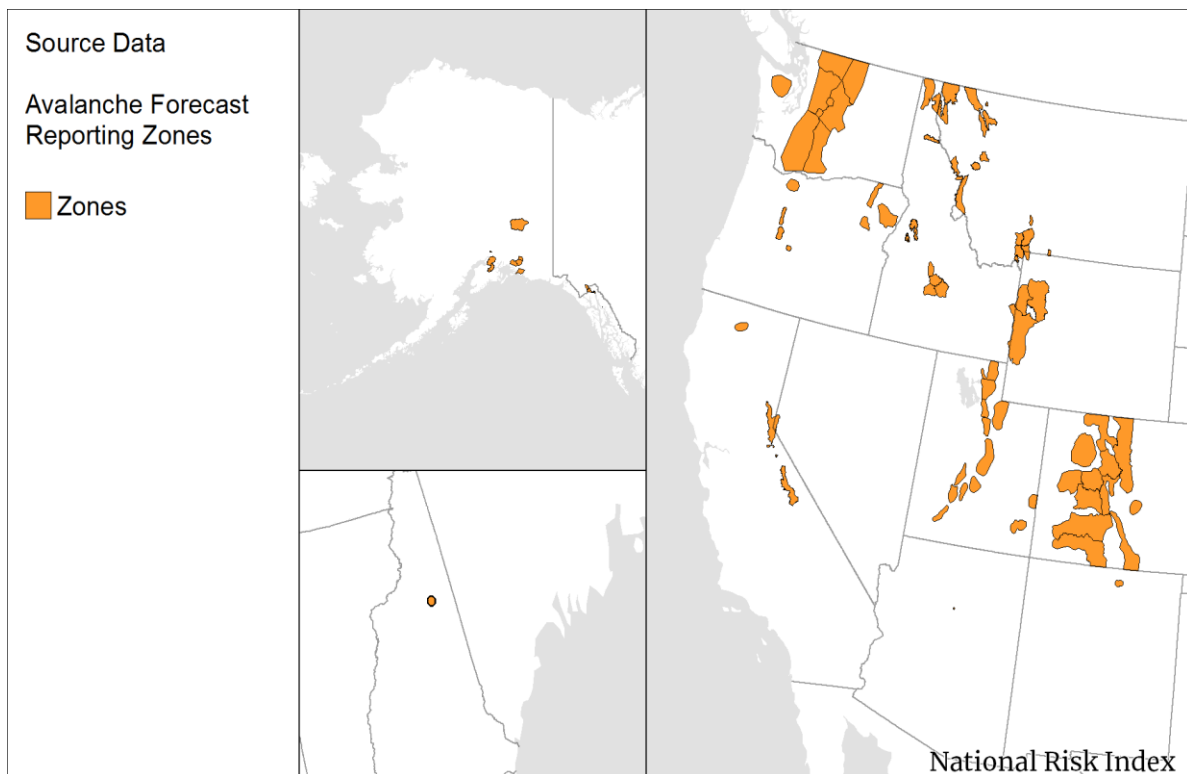 Source Data
Avalanche Forecast
Reporting Zones
Zones
National Risk Index